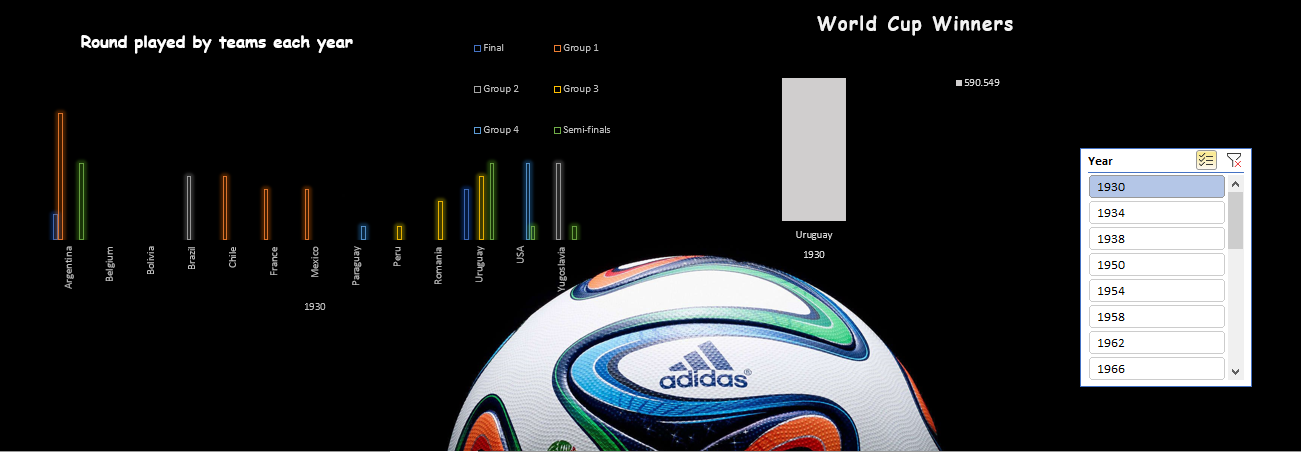 World Cup Winners
Round played by teams each year
Final
Group 1
Group 2
Group 3
Group 4
Semi-finals
Argentina
Belgium
Bolivia
Brazil
Chile
France
Mexico
Paraguay
Peru
Romania
Uruguay
USA
Yugoslavia
1930
590.549
Uruguay
1930
Year
1930
1934
1938
1950
1954
1958
1962
1966
adidas®